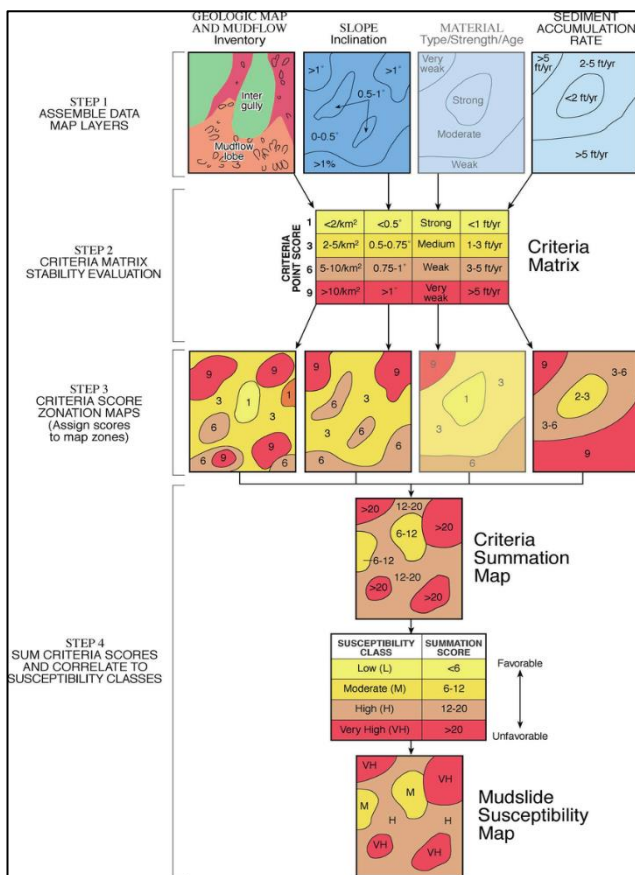 GEOLOGIC MAP
AND MUDFLOW
Inventory
SLOPE
Inclination
MATERIAL
Type/Strength/Age
SEDIMENT
ACCUMULATION
RATE
STEP 1
ASSEMBLE DATA
MAP LAYERS
Inter
gully
Mudflow
lobe
>1°
>1°
0.5-1°
0-0.5°
>1%
Very
weak
Strong
Moderate
Weak
>5
ft/yr
2-5 ft/yr
<2 ft/yr
>5 ft/yr
STEP 2
CRITERIA MATRIX
STABILITY EVALUATION
CRITERIA
POINT SCORE
1 <2/km² <0.5° Strong <1 ft/yr
3 2-5/km² 0.5-0.75° Medium 1-3 ft/yr
6 5-10/km² 0.75-1° Weak 3-5 ft/yr
9 >10/km² >1° Very weak >5 ft/yr
Criteria
Matrix
STEP 3
CRITERIA SCORE
ZONATION MAPS
(Assign scores
to map zones)
9
9
3
1
1
6
3
6
9
6
9
9
3
6
3
6
3
6
9
3
1
3
6
9
3-6
2-3
3-6
9
STEP 4
SUM CRITERIA SCORES
AND CORRELATE TO
SUSCEPTIBILITY CLASSES
>20
12-20
>20
6-12
6-12
12-20
>20
>20
Criteria
Summation
Map
SUSCEPTIBILITY CLASS SUMMATION SCORE
Low (L) <6
Moderate (M) 6-12
High (H) 12-20
Very High (VH) >20
Favorable
Unfavorable
VH
VH
M
M
H
H
VH
VH
Mudslide
Susceptibility
Map